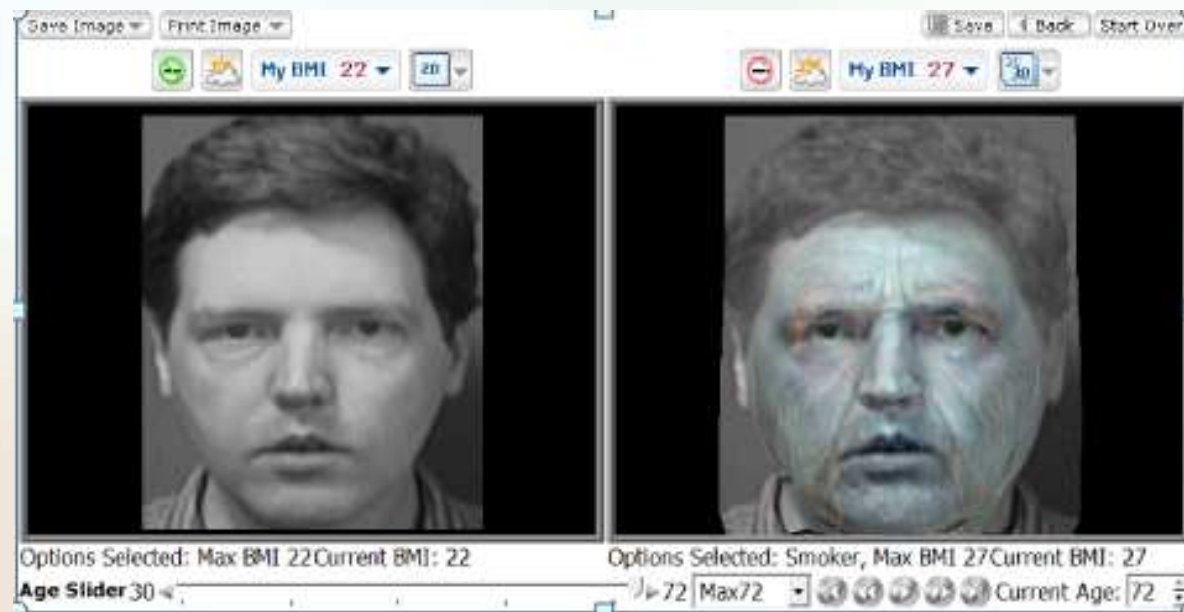 Save Image Print Image Save Back Start Over
My BMI 22 2D My BMI 27
Options Selected: Max BMI 22Current BMI: 22 Options Selected: Smoker, Max BMI 27Current BMI: 27
Age Slider 30 72 Max72 Current Age: 72